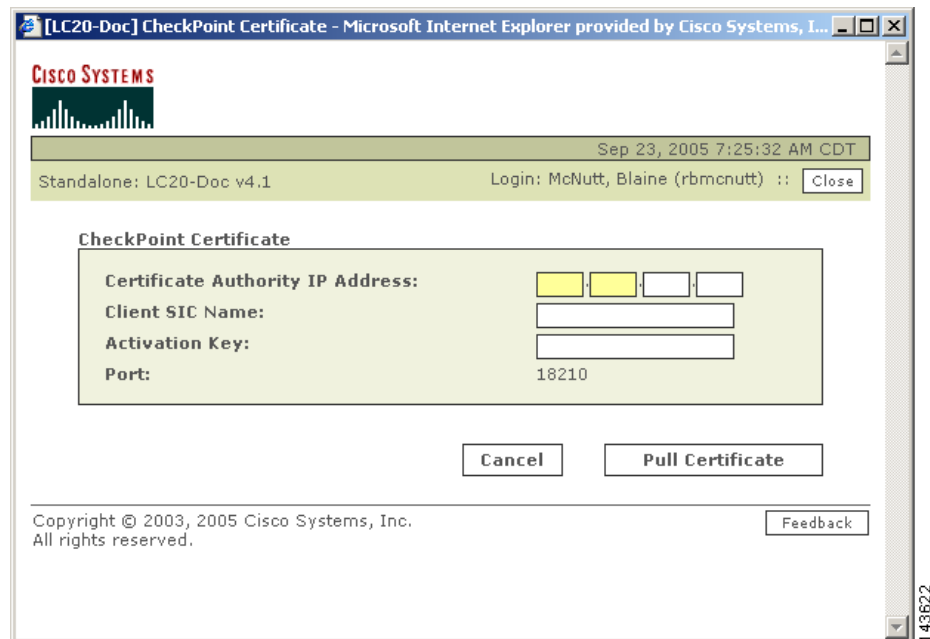 [LC20-Doc] CheckPoint Certificate - Microsoft Internet Explorer provided by Cisco Systems, I...
CISCO SYSTEMS
Sep 23, 2005 7:25:32 AM CDT
Standalone: LC20-Doc v4.1
Login: McNutt, Blaine (rbmcnutt) :: Close
CheckPoint Certificate
Certificate Authority IP Address:
Client SIC Name:
Activation Key:
Port: 18210
Cancel
Pull Certificate
Copyright © 2003, 2005 Cisco Systems, Inc.
All rights reserved.
Feedback
143622